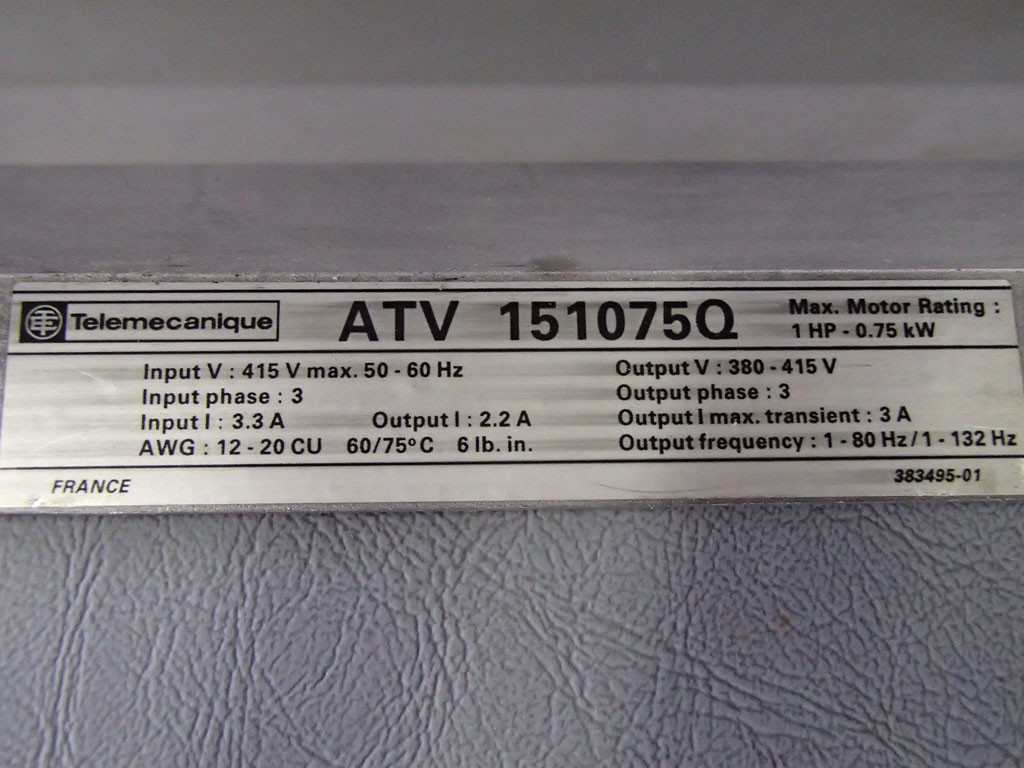 Telemecanique ATV 151075Q Max. Motor Rating :
1 HP - 0.75 kW
Input V : 415 V max. 50 - 60 Hz Output V : 380 - 415 V
Input phase : 3 Output phase : 3
Input I : 3.3 A Output I : 2.2 A Output I max. transient : 3 A
AWG : 12 - 20 CU 60/75°C 6 lb. in. Output frequency : 1 - 80 Hz / 1 - 132 Hz
FRANCE 383495-01